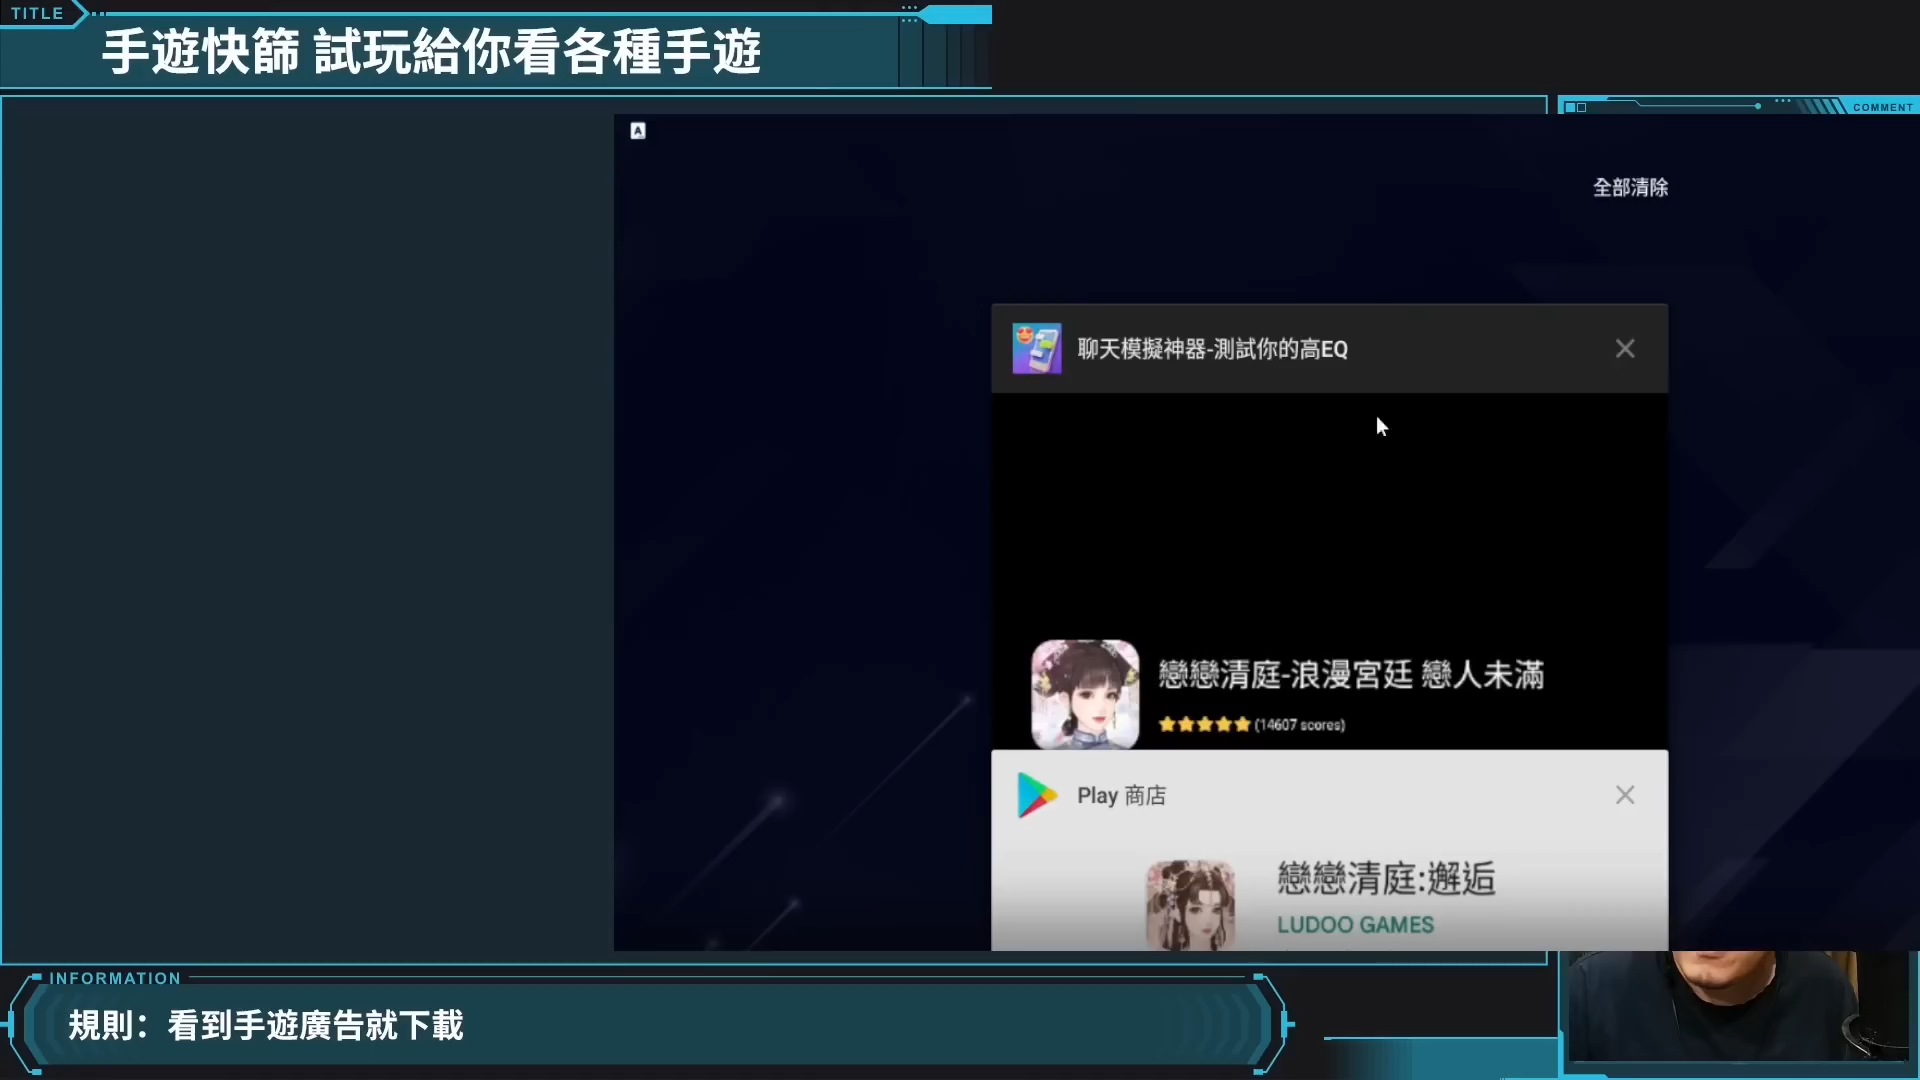 TITLE
手遊快篩 試玩給你看各種手遊
COMMENT
A
全部清除
聊天模擬神器-測試你的高EQ
戀戀清庭-浪漫宮廷 戀人未滿
(14607 scores)
Play 商店
戀戀清庭:邂逅
LUDOO GAMES
INFORMATION
規則：看到手遊廣告就下載